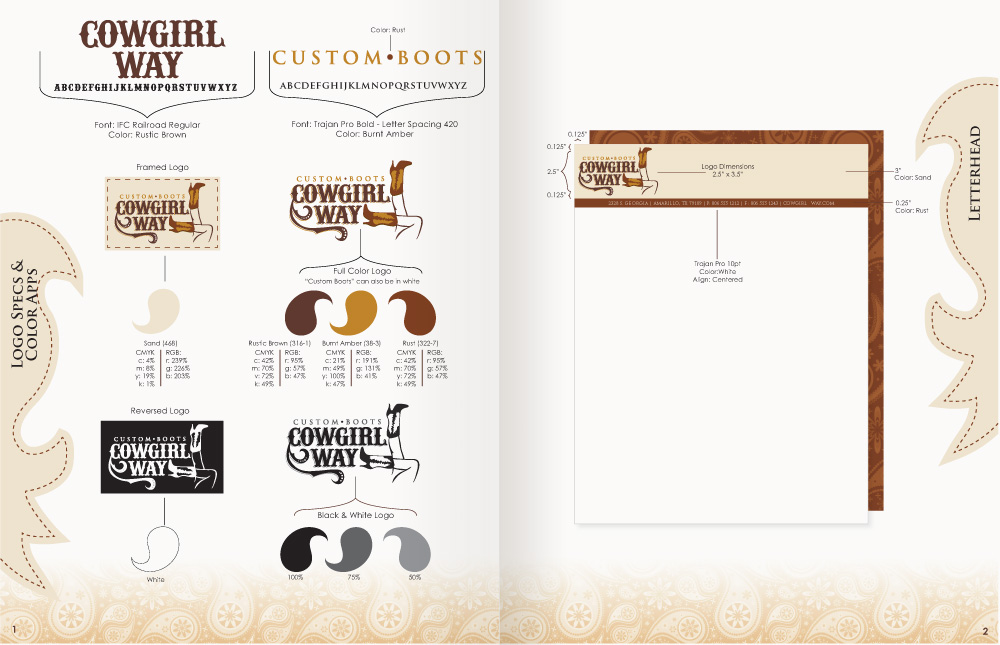 COWGIRL
WAY
ABCDEFGHIJKLMNOPQRSTUVWXYZ
Font: IFC Railroad Regular
Color: Rustic Brown
Color: Rust
CUSTOM•BOOTS
ABCDEFGHIJKLMNOPQRSTUVWXYZ
Font: Trajan Pro Bold - Letter Spacing 420
Color: Burnt Amber
LOGO SPECS &
COLOR APPS
Framed Logo
CUSTOM•BOOTS
COWGIRL
WAY
Sand (468)
CMYK
c: 4%
m: 8%
y: 19%
k: 1%
RGB:
r: 239%
g: 226%
b: 203%
CUSTOM•BOOTS
COWGIRL
WAY
Full Color Logo
"Custom Boots" can also be in white
Rustic Brown (316-1)
CMYK
c: 42%
m: 70%
v: 72%
k: 49%
RGB:
r: 95%
g: 57%
b: 47%
Burnt Amber (38-3)
CMYK
c: 21%
m: 49%
y: 100%
k: 47%
RGB:
r: 191%
g: 131%
b: 41%
Rust (322-7)
CMYK
c: 42%
m: 70%
y: 72%
k: 49%
RGB:
r: 95%
g: 57%
b: 47%
Reversed Logo
CUSTOM•BOOTS
COWGIRL
WAY
White
CUSTOM•BOOTS
COWGIRL
WAY
Black & White Logo
100%
75%
50%
1
LETTERHEAD
0.125"
0.125"
2.5"
0.125"
CUSTOM•BOOTS
COWGIRL
WAY
Logo Dimensions
2.5" x 3.5"
3"
Color: Sand
0.25"
Color: Rust
Trajan Pro 10pt
Color:White
Align: Centered
2